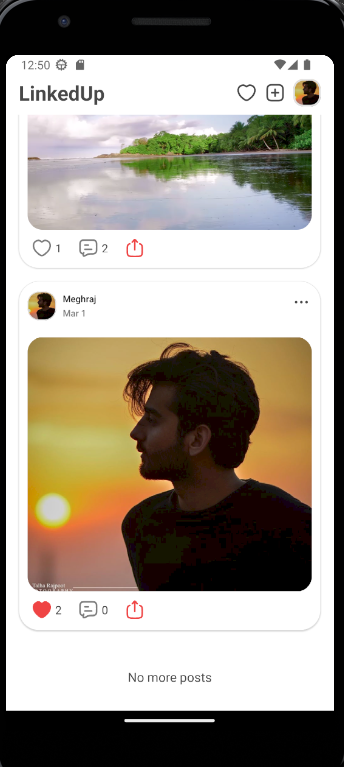 12:50
LinkedUp
1
2
Meghraj
Mar 1
2
0
No more posts